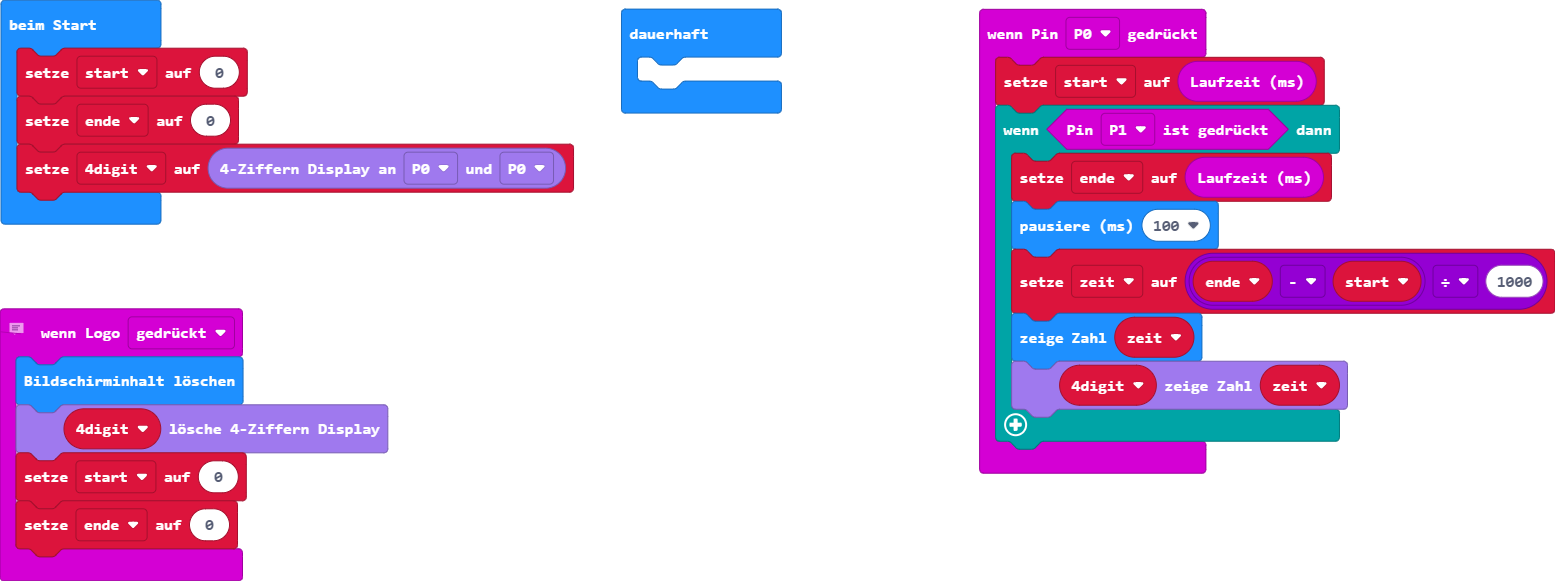 beim Start
setze start auf 0
setze ende auf 0
setze 4digit auf 4-Ziffern Display an P0 und P0
dauerhaft
wenn Pin P0 gedrückt
setze start auf Laufzeit (ms)
wenn Pin P1 ist gedrückt dann
setze ende auf Laufzeit (ms)
pausiere (ms) 100
setze zeit auf ende - start ÷ 1000
zeige Zahl zeit
4digit zeige Zahl zeit
wenn Logo gedrückt
Bildschirminhalt löschen
4digit lösche 4-Ziffern Display
setze start auf 0
setze ende auf 0